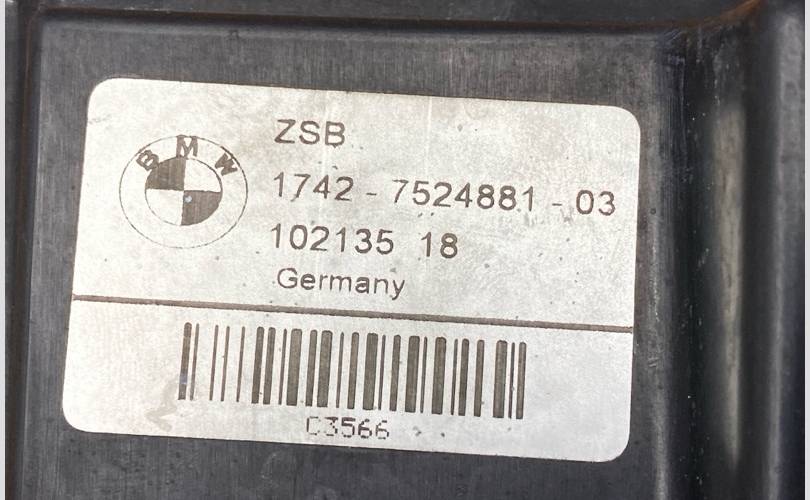 BMW
ZSB
1742 - 7524881 - 03
102135 18
Germany
C3566